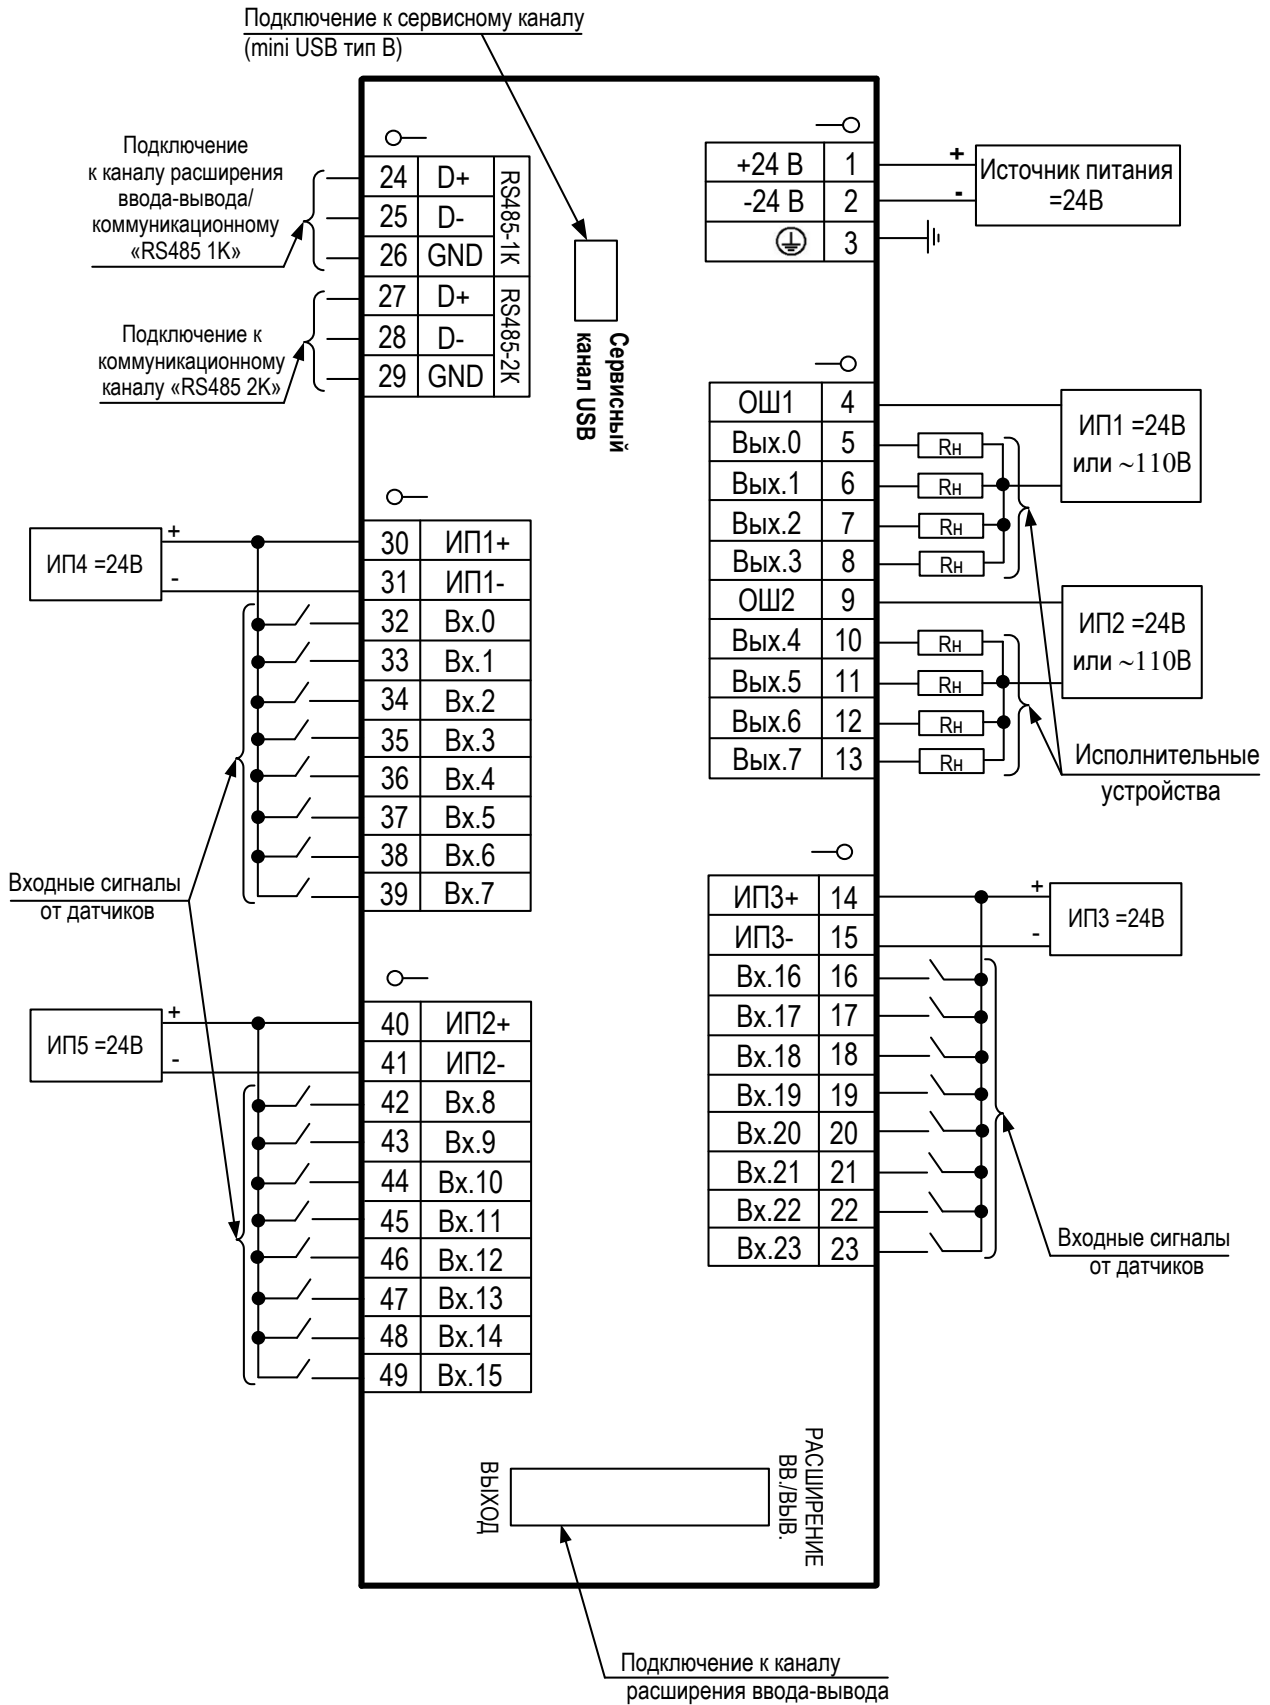 Подключение к сервисному каналу
(mini USB тип B)
Подключение
к каналу расширения
ввода-вывода/
коммуникационному
«RS485 1K»
24 D+
25 D-
26 GND
RS485-1K
27 D+
28 D-
29 GND
RS485-2K
Подключение к
коммуникационному
каналу «RS485 2K»
Сервисный
канал USB
+24 В 1
-24 В 2
3
+
-
Источник питания
=24В
ОШ1 4
Вых.0 5 Rн
Вых.1 6 Rн
Вых.2 7 Rн
Вых.3 8 Rн
ОШ2 9
Вых.4 10 Rн
Вых.5 11 Rн
Вых.6 12 Rн
Вых.7 13 Rн
ИП1 =24В
или ~110В
ИП2 =24В
или ~110В
Исполнительные
устройства
ИП4 =24В
+
-
30 ИП1+
31 ИП1-
32 Вх.0
33 Вх.1
34 Вх.2
35 Вх.3
36 Вх.4
37 Вх.5
38 Вх.6
39 Вх.7
Входные сигналы
от датчиков
ИП5 =24В
+
-
40 ИП2+
41 ИП2-
42 Вх.8
43 Вх.9
44 Вх.10
45 Вх.11
46 Вх.12
47 Вх.13
48 Вх.14
49 Вх.15
ИП3+ 14
ИП3- 15
Вх.16 16
Вх.17 17
Вх.18 18
Вх.19 19
Вх.20 20
Вх.21 21
Вх.22 22
Вх.23 23
+
-
ИП3 =24В
Входные сигналы
от датчиков
ВЫХОД
РАСШИРЕНИЕ
ВВ./ВЫВ.
Подключение к каналу
расширения ввода-вывода